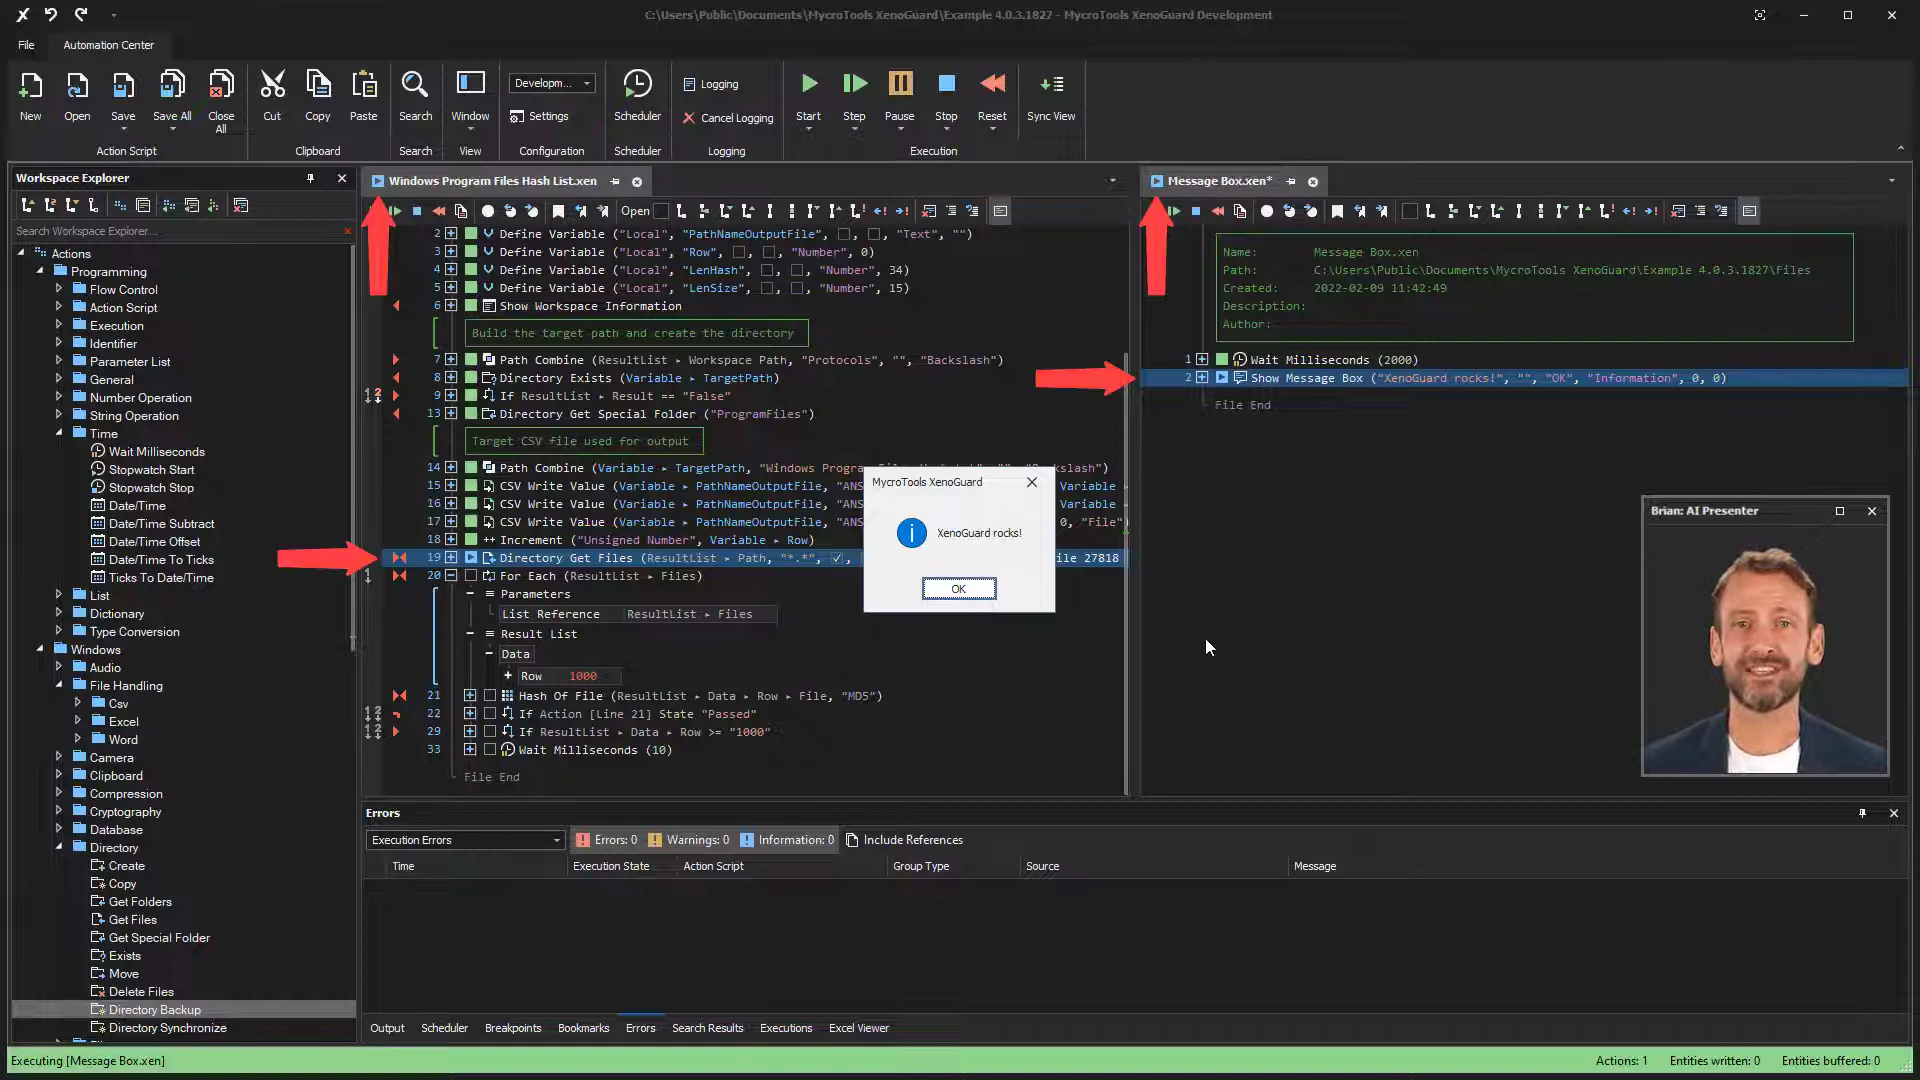 C:\Users\Public\Documents\MycroTools XenoGuard\Example 4.0.3.1827 - MycroTools XenoGuard Development
File
Automation Center
New
Open
Save
Save All
Close All
Cut
Copy
Paste
Search
Window
Developm...
Settings
Scheduler
Logging
Cancel Logging
Start
Step
Pause
Stop
Reset
Sync View
Action Script
Clipboard
Search
View
Configuration
Scheduler
Logging
Execution
Workspace Explorer
Search Workspace Explorer...
Actions
Programming
Flow Control
Action Script
Execution
Identifier
Parameter List
General
Number Operation
String Operation
Time
Wait Milliseconds
Stopwatch Start
Stopwatch Stop
Date/Time
Date/Time Subtract
Date/Time Offset
Date/Time To Ticks
Ticks To Date/Time
List
Dictionary
Type Conversion
Windows
Audio
File Handling
Csv
Excel
Word
Camera
Clipboard
Compression
Cryptography
Database
Directory
Create
Copy
Get Folders
Get Files
Get Special Folder
Exists
Move
Delete Files
Directory Backup
Directory Synchronize
Windows Program Files Hash List.xen
Open
2 Define Variable ("Local", "PathNameOutputFile", , , "Text", "")
3 Define Variable ("Local", "Row", , , "Number", 0)
4 Define Variable ("Local", "LenHash", , , "Number", 34)
5 Define Variable ("Local", "LenSize", , , "Number", 15)
6 Show Workspace Information
Build the target path and create the directory
7 Path Combine (ResultList ▸ Workspace Path, "Protocols", "", "Backslash")
8 Directory Exists (Variable ▸ TargetPath)
9 If ResultList ▸ Result == "False"
13 Directory Get Special Folder ("ProgramFiles")
Target CSV file used for output
14 Path Combine (Variable ▸ TargetPath, "Windows Progra
15 CSV Write Value (Variable ▸ PathNameOutputFile, "ANS Variable
16 CSV Write Value (Variable ▸ PathNameOutputFile, "ANS Variable
17 CSV Write Value (Variable ▸ PathNameOutputFile, "ANS 0, "File"
18 ++ Increment ("Unsigned Number", Variable ▸ Row)
19 Directory Get Files (ResultList ▸ Path, "*.*", , ile 27818
20 For Each (ResultList ▸ Files)
Parameters
List Reference ResultList ▸ Files
Result List
Data
Row 1000
21 Hash Of File (ResultList ▸ Data ▸ Row ▸ File, "MD5")
22 If Action [Line 21] State "Passed"
29 If ResultList ▸ Data ▸ Row >= "1000"
33 Wait Milliseconds (10)
File End
MycroTools XenoGuard
XenoGuard rocks!
OK
Message Box.xen*
Name: Message Box.xen
Path: C:\Users\Public\Documents\MycroTools XenoGuard\Example 4.0.3.1827\Files
Created: 2022-02-09 11:42:49
Description:
Author:
1 Wait Milliseconds (2000)
2 Show Message Box ("XenoGuard rocks!", "", "OK", "Information", 0, 0)
File End
Brian: AI Presenter
Errors
Execution Errors
Errors: 0
Warnings: 0
Information: 0
Include References
Time
Execution State
Action Script
Group Type
Source
Message
Output
Scheduler
Breakpoints
Bookmarks
Errors
Search Results
Executions
Excel Viewer
Executing [Message Box.xen]
Actions: 1
Entities written: 0
Entities buffered: 0